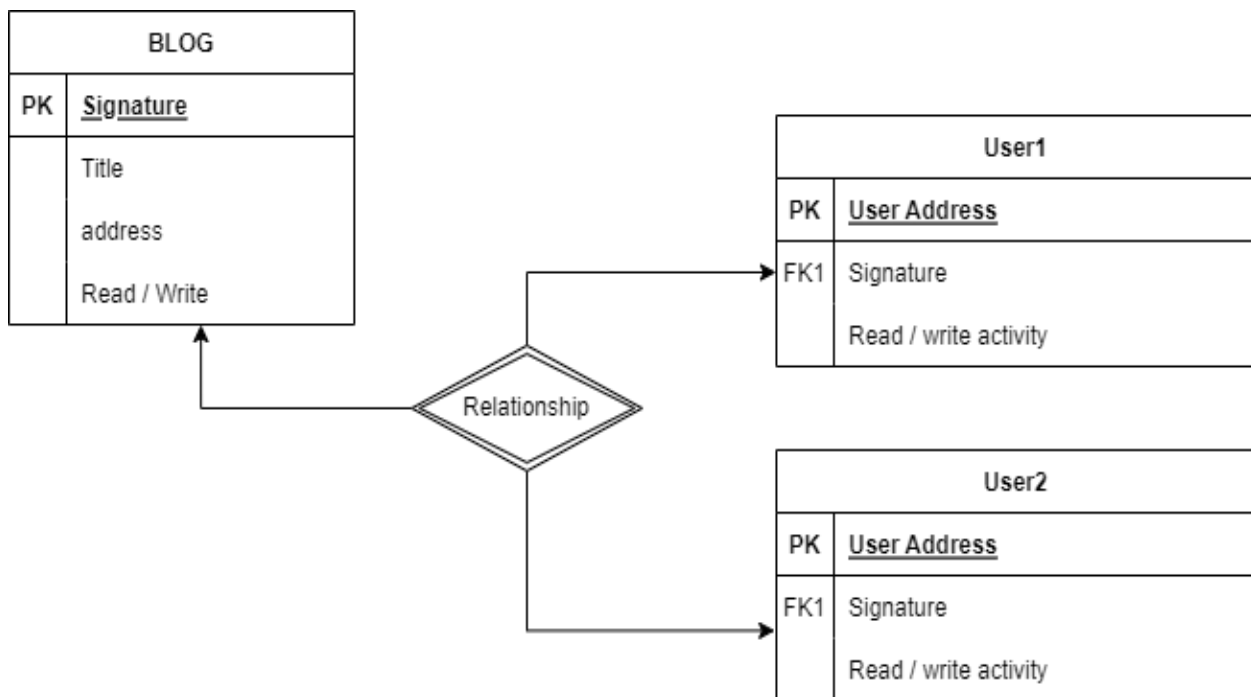 BLOG
PK Signature
Title
address
Read / Write
Relationship
User1
PK User Address
FK1 Signature
Read / write activity
User2
PK User Address
FK1 Signature
Read / write activity